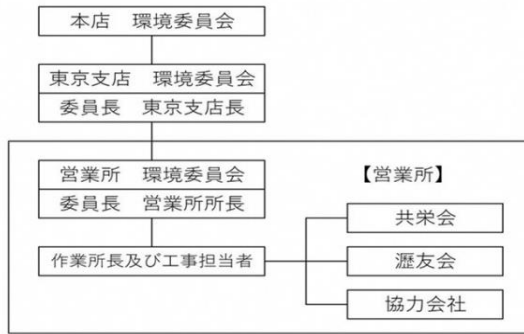 本店　環境委員会
東京支店　環境委員会
委員長　東京支店長
営業所　環境委員会
委員長　営業所所長
作業所長及び工事担当者
【営業所】
共栄会
瀝友会
協力会社